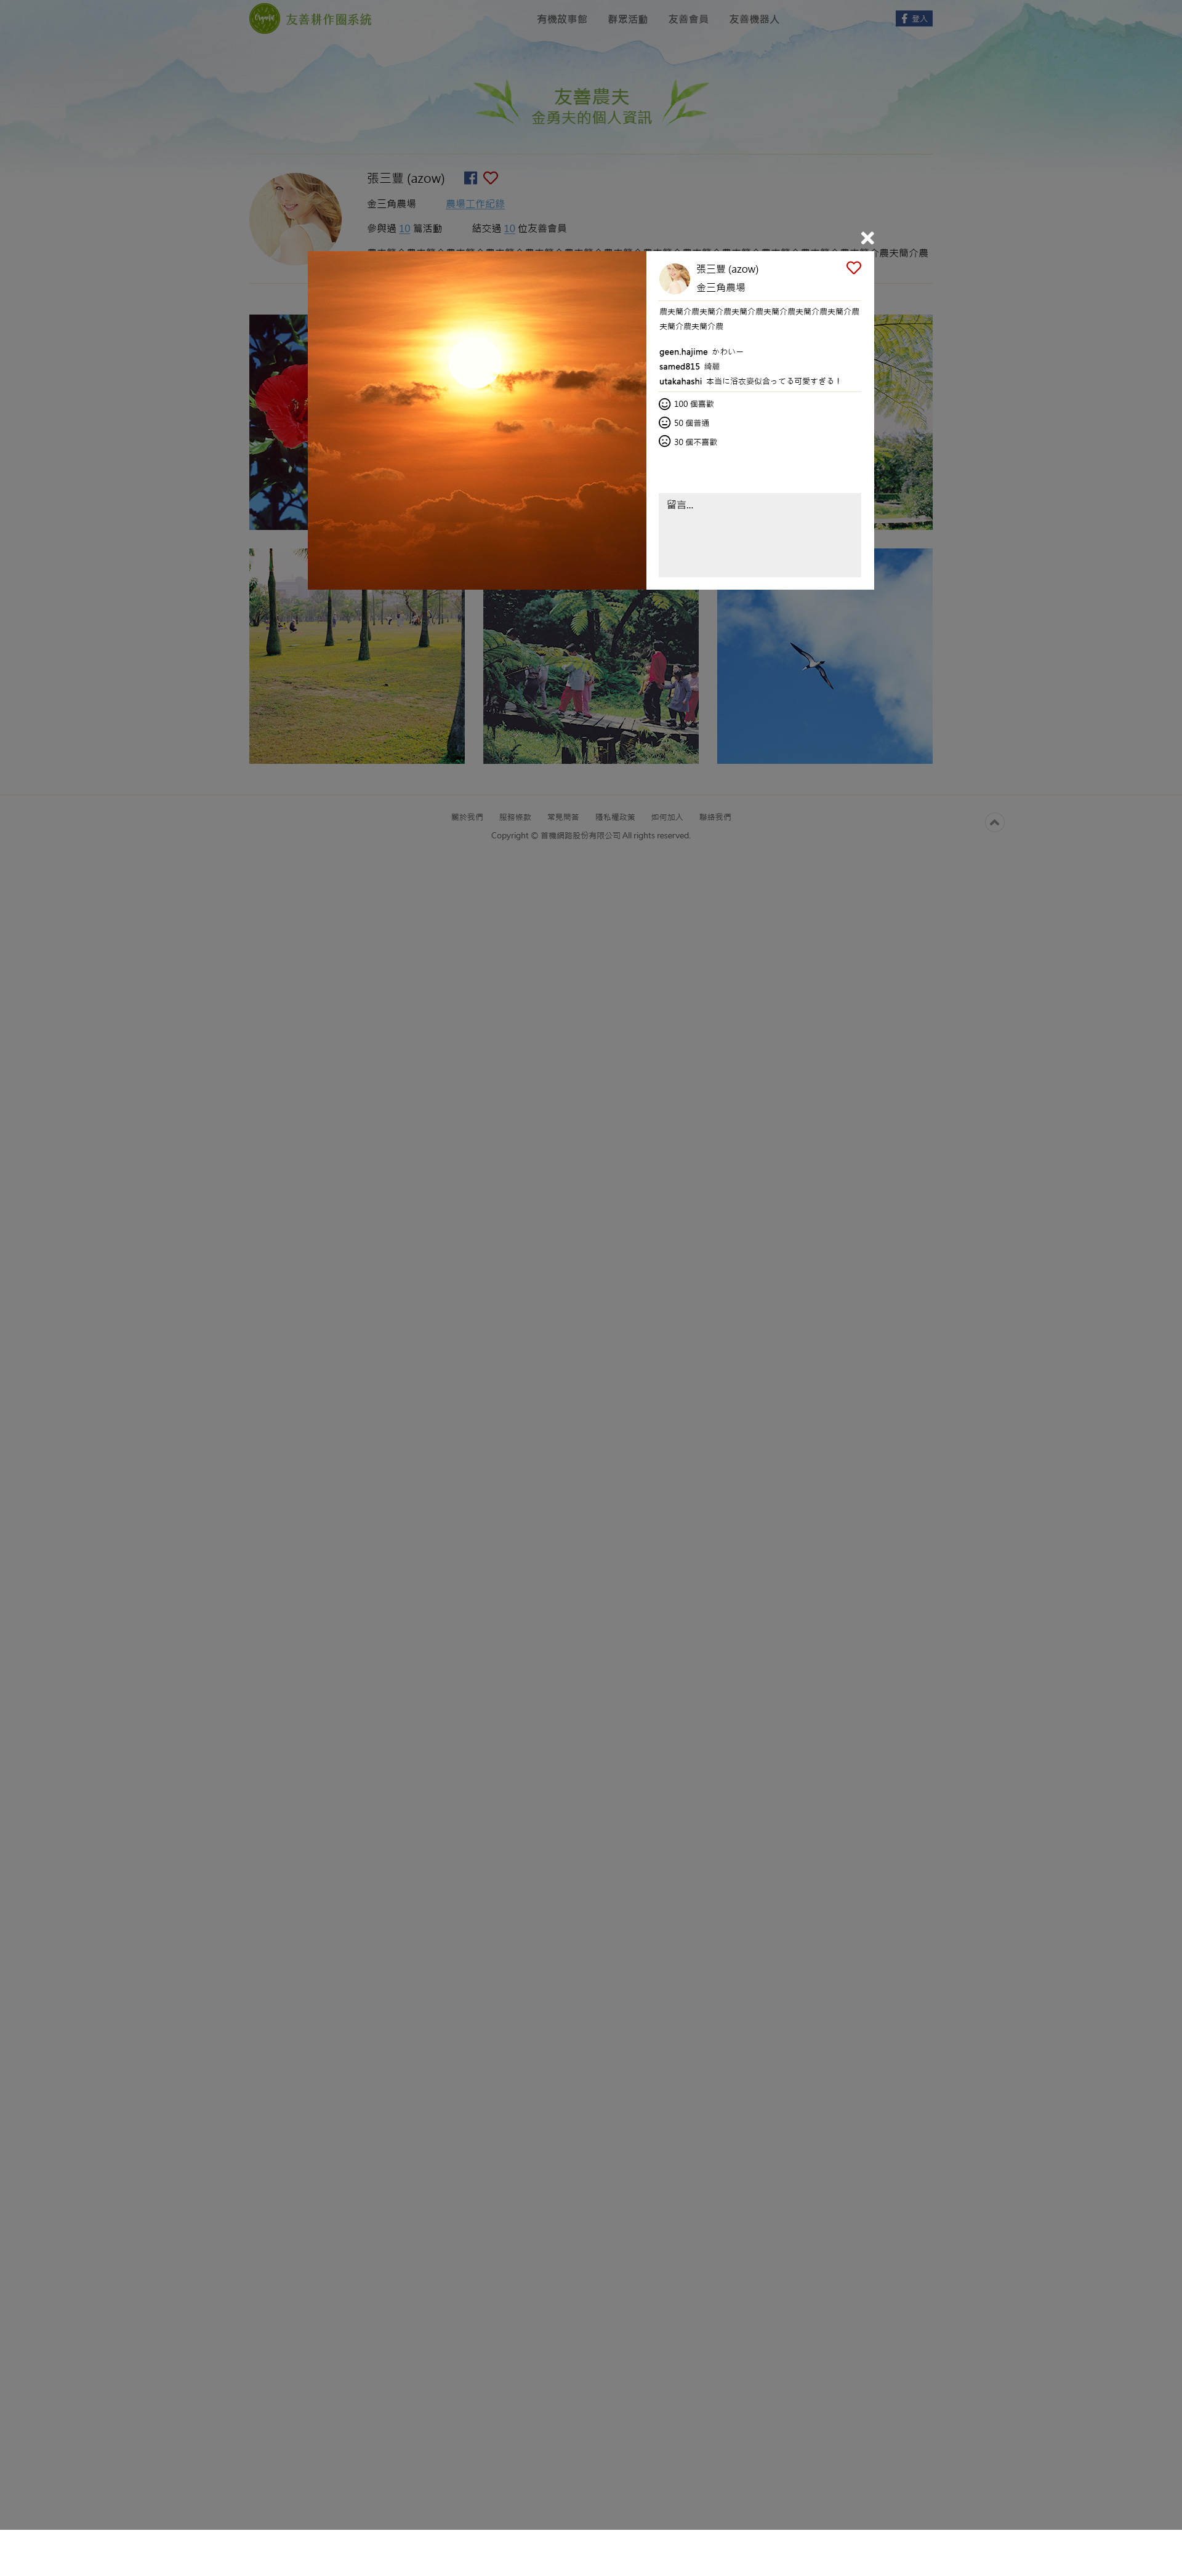 Organic
友善耕作圈系統
有機故事館 群眾活動 友善會員 友善機器人
登入
友善農夫
金勇夫的個人資訊
張三豐 (azow)
金三角農場 農場工作記錄
參與過 10 篇活動 結交過 10 位友善會員
張三豐 (azow)
金三角農場
農夫簡介農夫簡介農夫簡介農夫簡介農夫簡介農夫簡介農
夫簡介農夫簡介農
geen.hajime かわいー
samed815 綺麗
utakahashi 本当に浴衣姿似合ってる可愛すぎる！
100 個喜歡
50 個普通
30 個不喜歡
留言...
關於我們 服務條款 常見問答 隱私權政策 如何加入 聯絡我們
Copyright © 首機網路股份有限公司 All rights reserved.